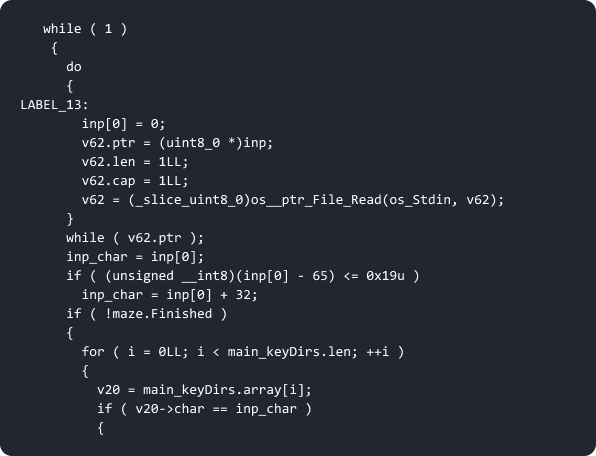 while ( 1 )
{
do
{
LABEL_13:
inp[0] = 0;
v62.ptr = (uint8_0 *)inp;
v62.len = 1LL;
v62.cap = 1LL;
v62 = (_slice_uint8_0)os__ptr_File_Read(os_Stdin, v62);
}
while ( v62.ptr );
inp_char = inp[0];
if ( (unsigned __int8)(inp[0] - 65) <= 0x19u )
inp_char = inp[0] + 32;
if ( !maze.Finished )
{
for ( i = 0LL; i < main_keyDirs.len; ++i )
{
v20 = main_keyDirs.array[i];
if ( v20->char == inp_char )
{